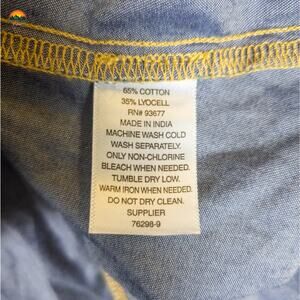 65% COTTON
35% LYOCELL
RN# 93677
MADE IN INDIA
MACHINE WASH COLD
WASH SEPARATELY.
ONLY NON-CHLORINE
BLEACH WHEN NEEDED.
TUMBLE DRY LOW.
WARM IRON WHEN NEEDED.
DO NOT DRY CLEAN.
SUPPLIER
76298-9